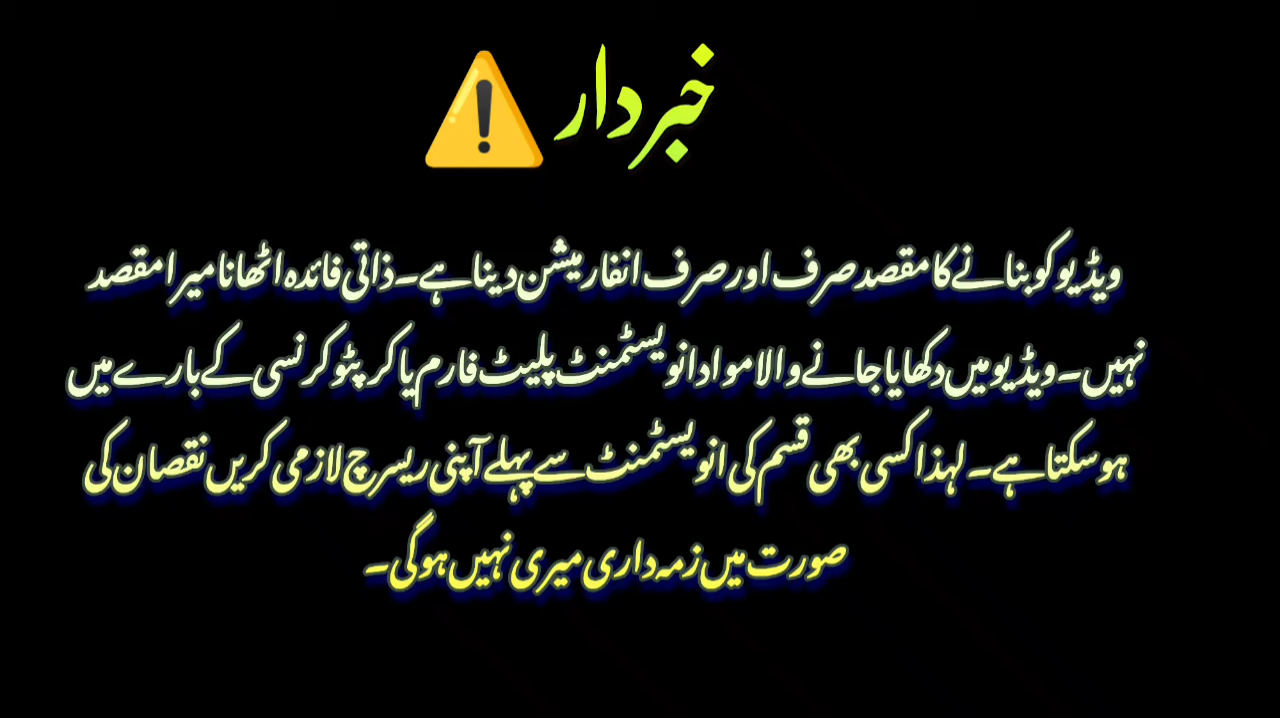 خبردار ⚠️
ویڈیو کو بنانے کا مقصد صرف اور صرف انفارمیشن دینا ہے۔ ذاتی فائدہ اٹھانا میرا مقصد
نہیں۔ ویڈیو میں دکھایا جانے والا مواد انویسٹمنٹ پلیٹ فارم یا کرپٹو کرنسی کے بارے میں
ہو سکتا ہے۔ لہذا کسی بھی قسم کی انویسٹمنٹ سے پہلے آپنی ریسرچ لازمی کریں نقصان کی
صورت میں زمہ داری میری نہیں ہو گی۔